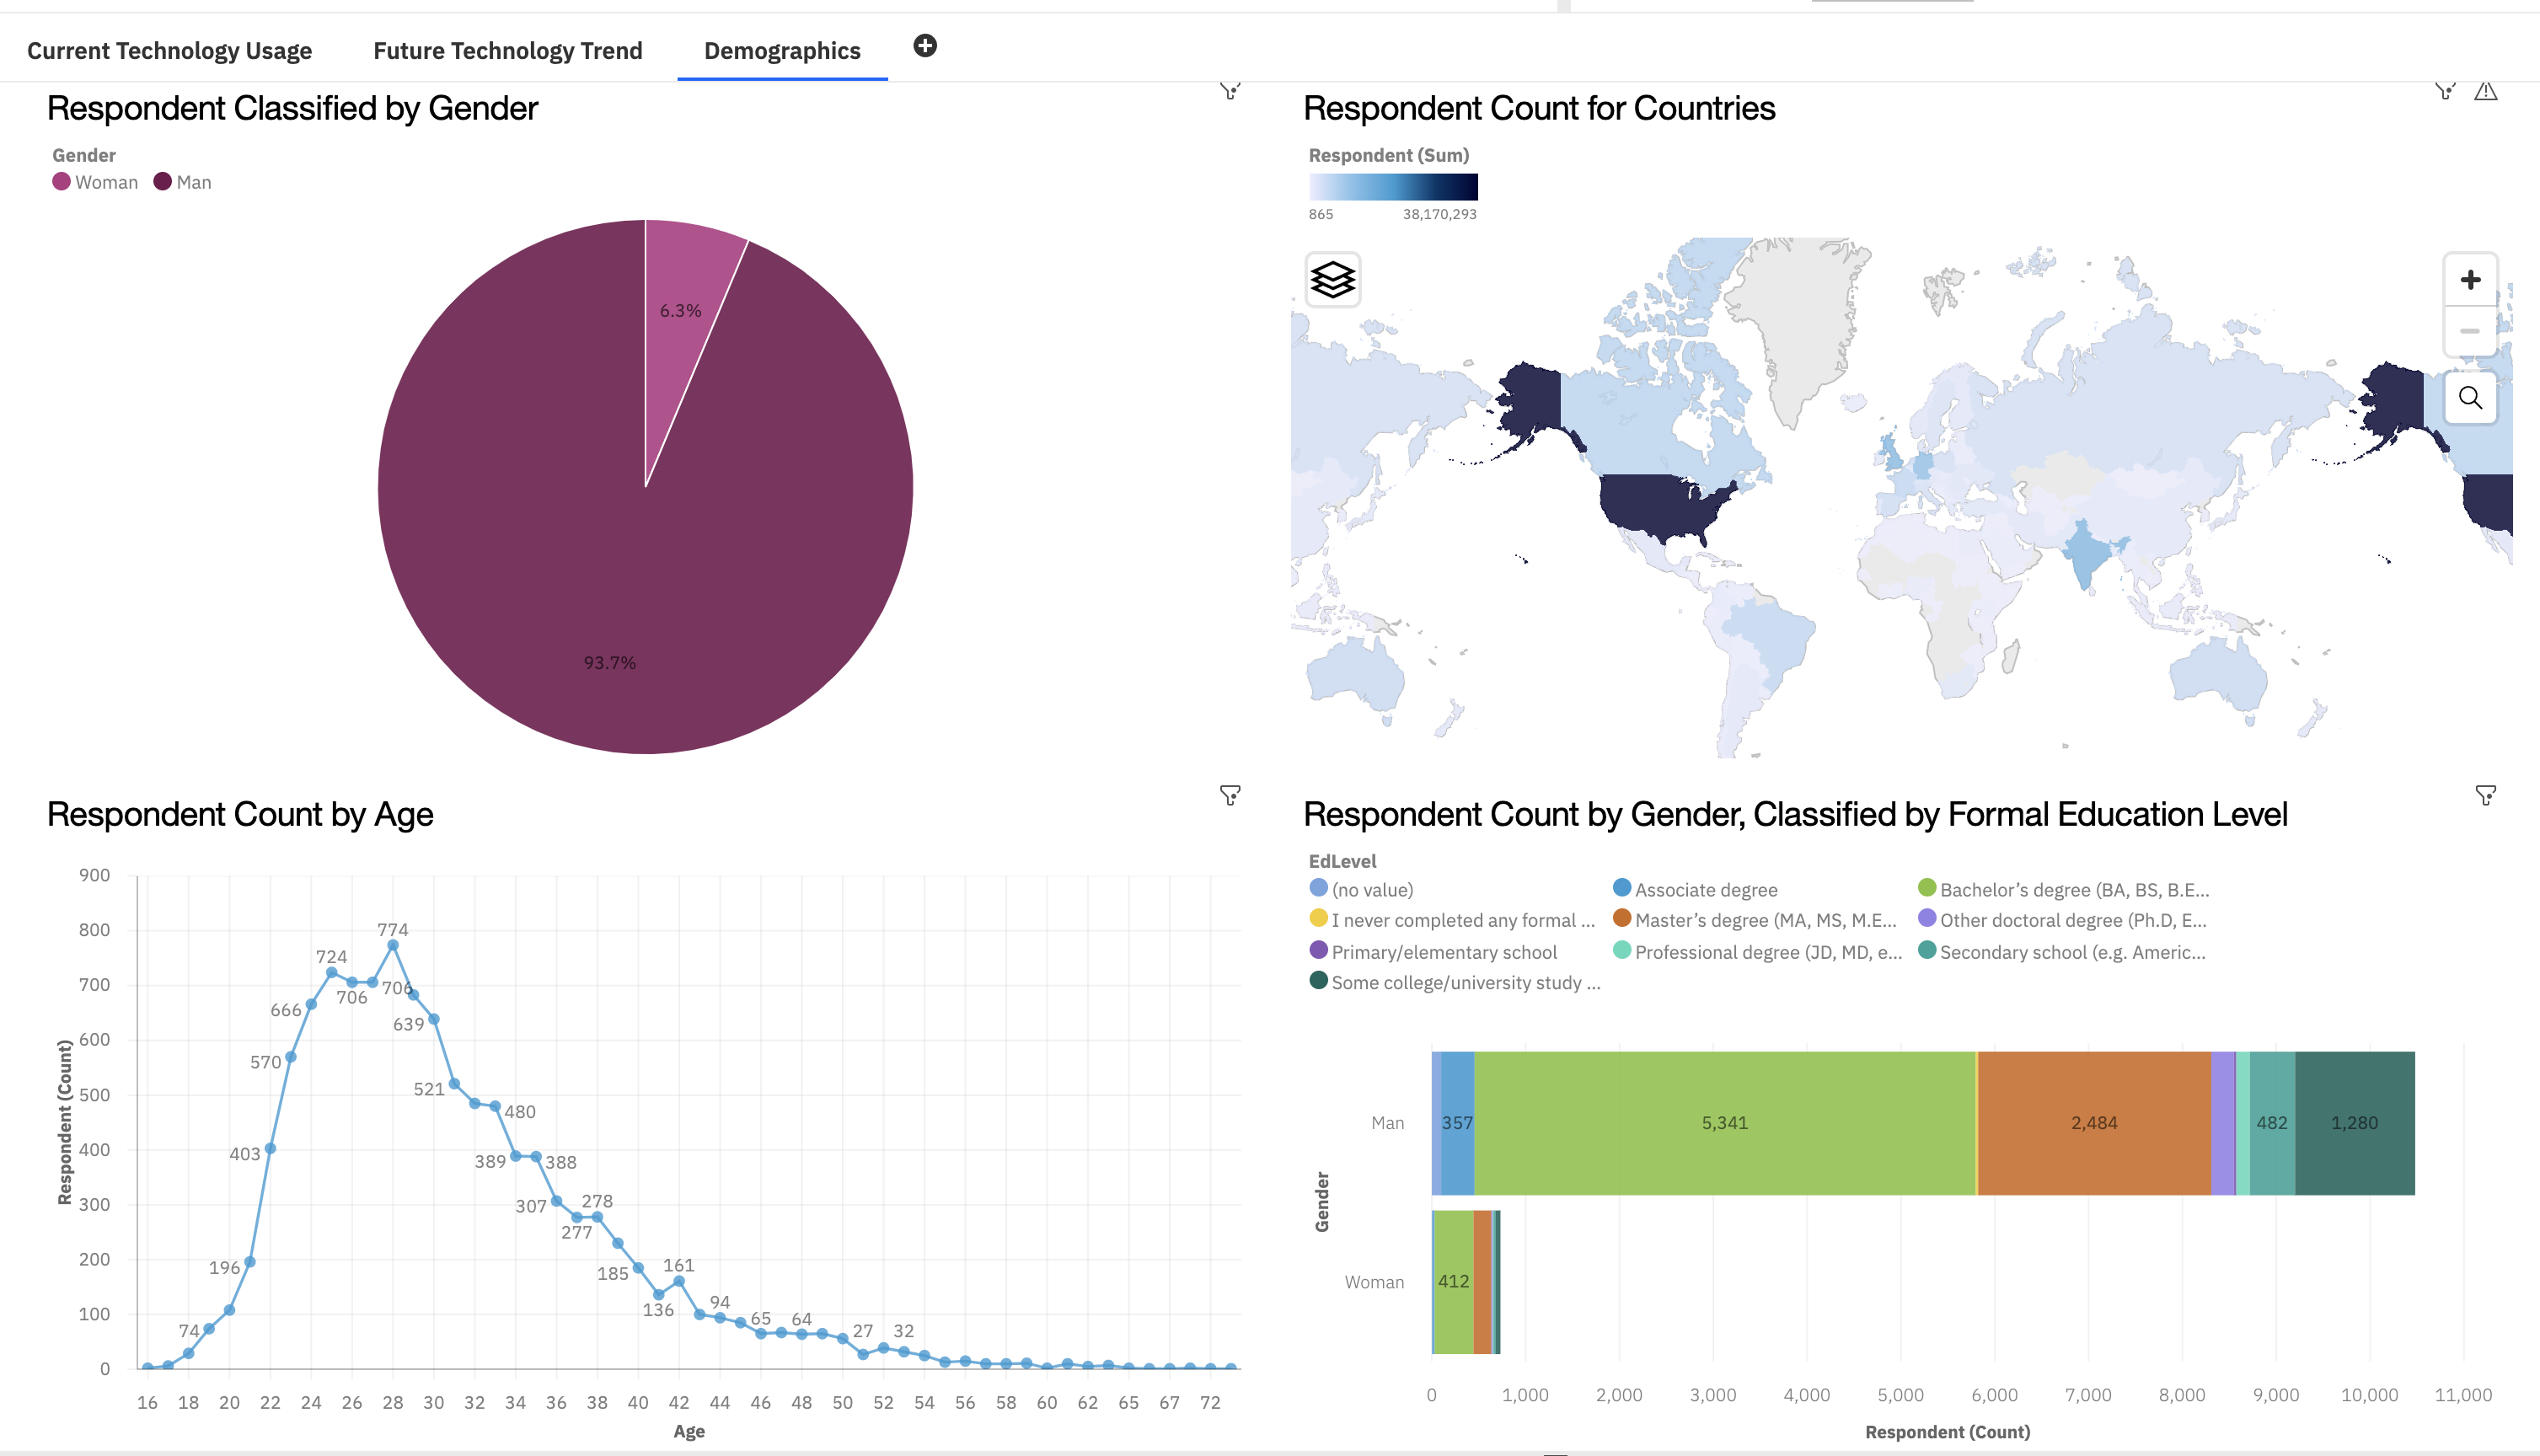 Current Technology Usage Future Technology Trend Demographics
Respondent Classified by Gender
Gender
Woman Man
6.3%
93.7%
Respondent Count for Countries
Respondent (Sum)
865 38,170,293
Respondent Count by Age
Respondent (Count)
900
800
700
600
500
400
300
200
100
0
74
196
403
570
666
724
706
706
774
639
521
480
389
388
307
277
278
185
136
161
94
65
64
27
32
16 18 20 22 24 26 28 30 32 34 36 38 40 42 44 46 48 50 52 54 56 58 60 62 65 67 72
Age
Respondent Count by Gender, Classified by Formal Education Level
EdLevel
(no value) Associate degree Bachelor’s degree (BA, BS, B.E...
I never completed any formal ... Master’s degree (MA, MS, M.E... Other doctoral degree (Ph.D, E...
Primary/elementary school Professional degree (JD, MD, e... Secondary school (e.g. Americ...
Some college/university study ...
Gender
Man 357 5,341 2,484 482 1,280
Woman 412
0 1,000 2,000 3,000 4,000 5,000 6,000 7,000 8,000 9,000 10,000 11,000
Respondent (Count)